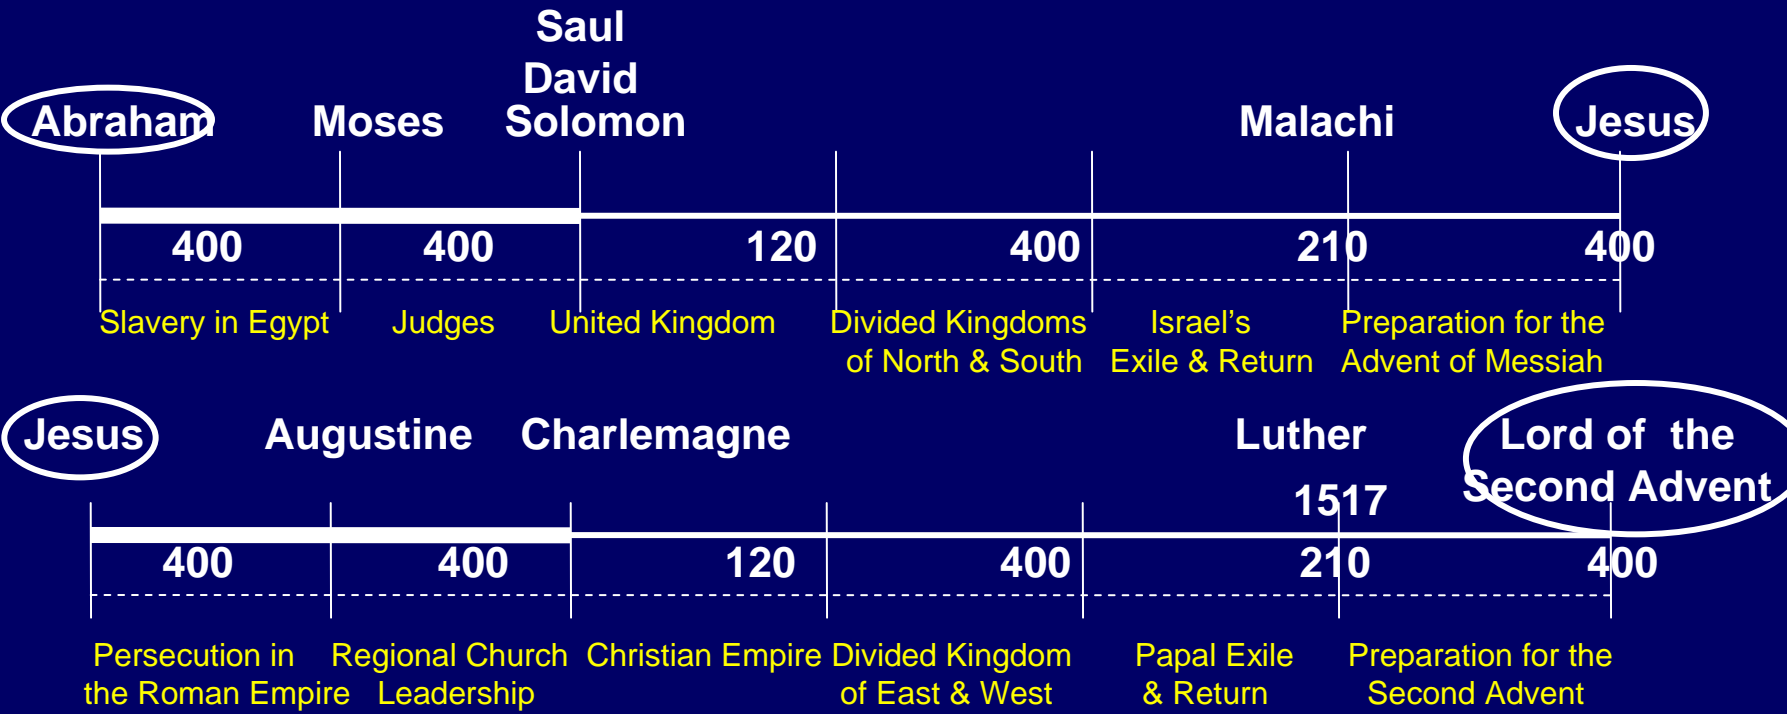 Saul
David
Abraham Moses Solomon Malachi Jesus
400 400 120 400 210 400
Slavery in Egypt Judges United Kingdom Divided Kingdoms Israel's Preparation for the
of North & South Exile & Return Advent of Messiah
Jesus Augustine Charlemagne Luther Lord of the
1517 Second Advent
400 400 120 400 210 400
Persecution in Regional Church Christian Empire Divided Kingdom Papal Exile Preparation for the
the Roman Empire Leadership of East & West & Return Second Advent